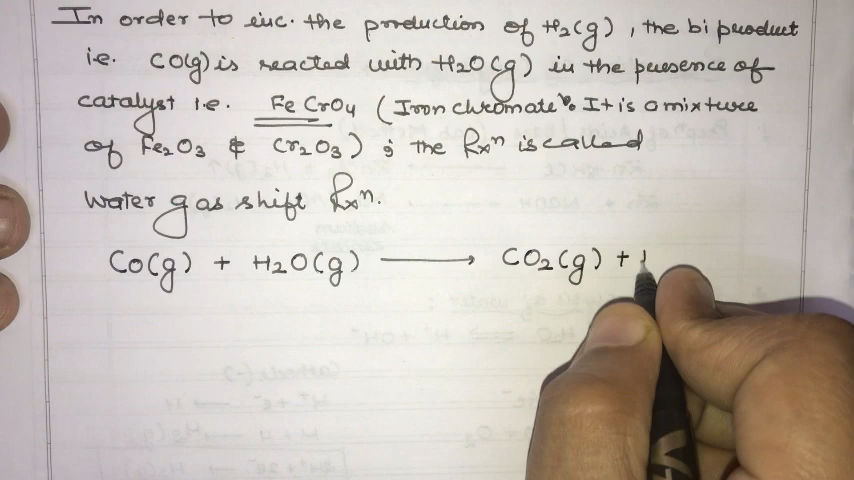 In order to inc. the production of H2(g), the bi product
i.e. CO(g) is reacted with H2O(g) in the presence of
catalyst i.e. FeCrO4 (Iron chromate. It is a mixture
of Fe2O3 & Cr2O3) ; the Rxn is called
water gas shift Rxn.
CO(g) + H2O(g) ⟶ CO2(g) +